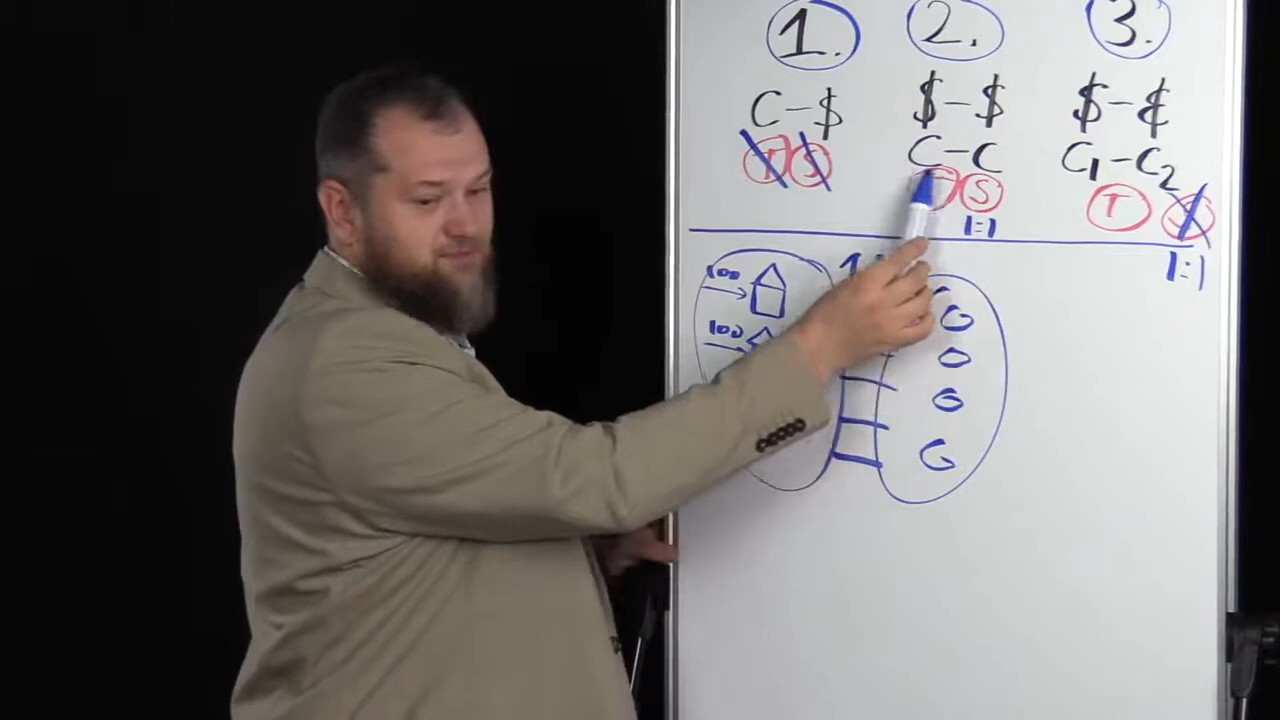 1. 2. 3.
C-$ $-$ $-¢
T S C-C C₁-C₂
S T S
1:1
1:1
100
100